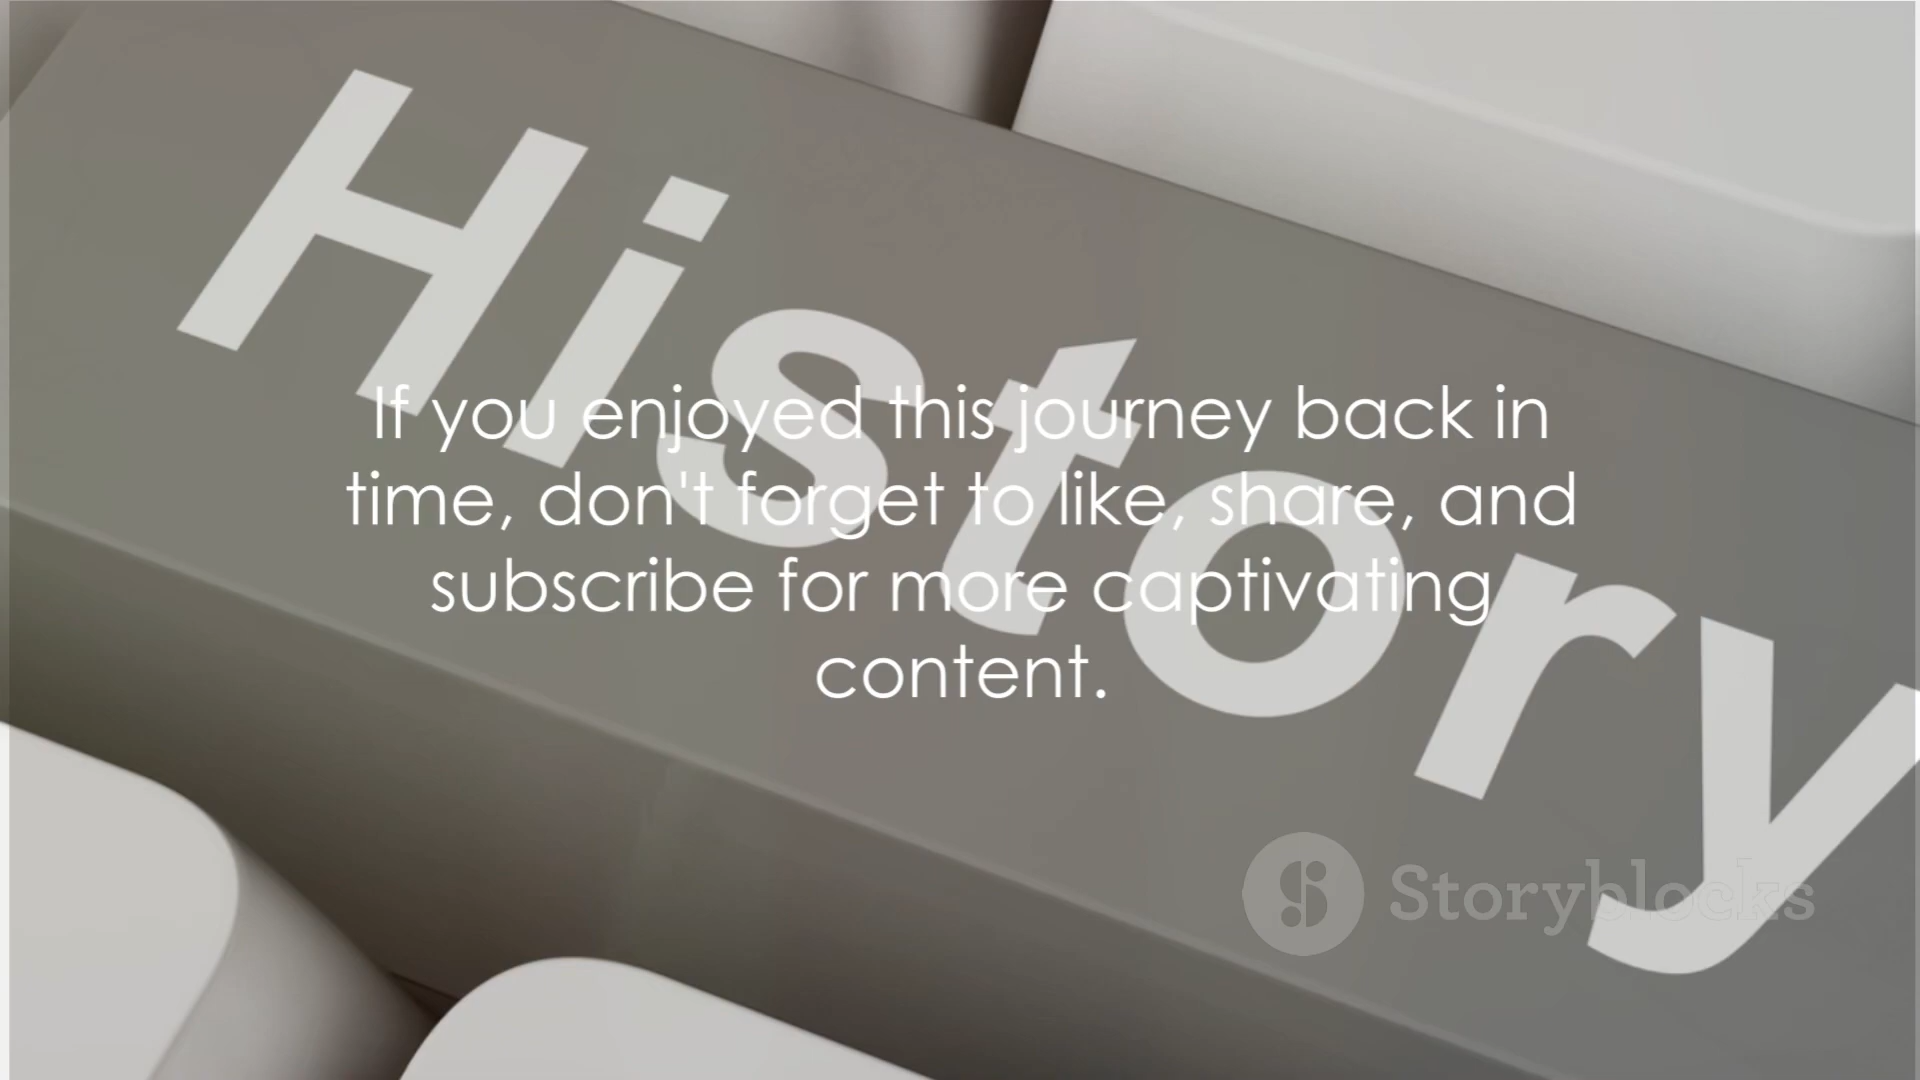 History
If you enjoyed this journey back in
time, don't forget to like, share, and
subscribe for more captivating
content.
Storyblocks